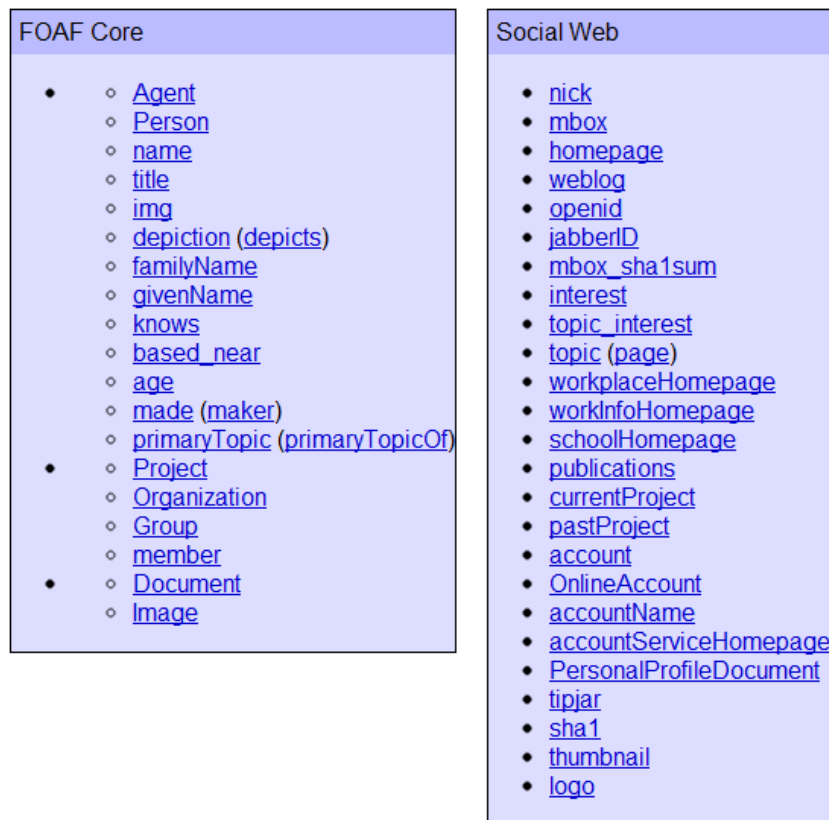 FOAF Core
Agent
Person
name
title
img
depiction (depicts)
familyName
givenName
knows
based_near
age
made (maker)
primaryTopic (primaryTopicOf)
Project
Organization
Group
member
Document
Image
Social Web
nick
mbox
homepage
weblog
openid
jabberID
mbox_sha1sum
interest
topic_interest
topic (page)
workplaceHomepage
workInfoHomepage
schoolHomepage
publications
currentProject
pastProject
account
OnlineAccount
accountName
accountServiceHomepage
PersonalProfileDocument
tipjar
sha1
thumbnail
logo